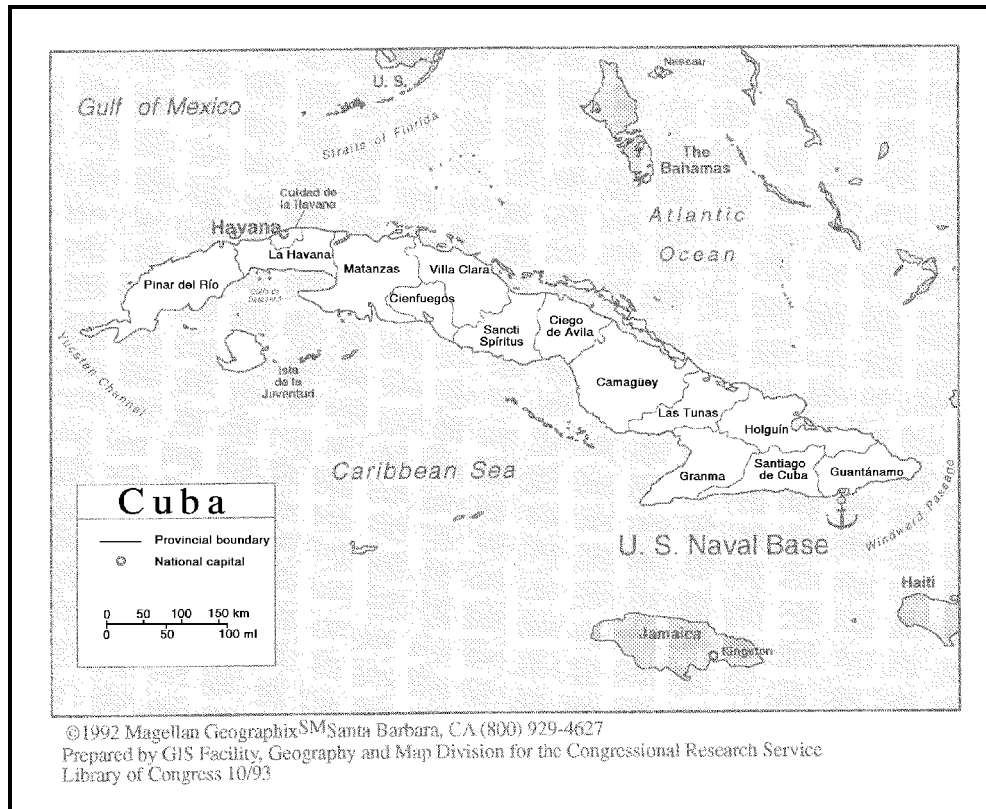 U. S.
Nassau
Gulf of Mexico
Straits of Florida
The
Bahamas
Cuidad de
la Havana
Havana
Atlantic
Ocean
La Havana
Matanzas
Villa Clara
Pinar del Río
Cienfuegos
Sancti
Spíritus
Ciego
de Avila
Yucatan Channel
Isla
de la
Juventud
Camagüey
Las Tunas
Holguín
Caribbean Sea
Granma
Santiago
de Cuba
Guantánamo
Windward Passage
U. S. Naval Base
Cuba
Provincial boundary
National capital
0 50 100 150 km
0 50 100 mi
Haiti
Jamaica
Kingston
©1992 Magellan GeographixSMSanta Barbara, CA (800) 929-4627
Prepared by GIS Facility, Geography and Map Division for the Congressional Research Service
Library of Congress 10/93